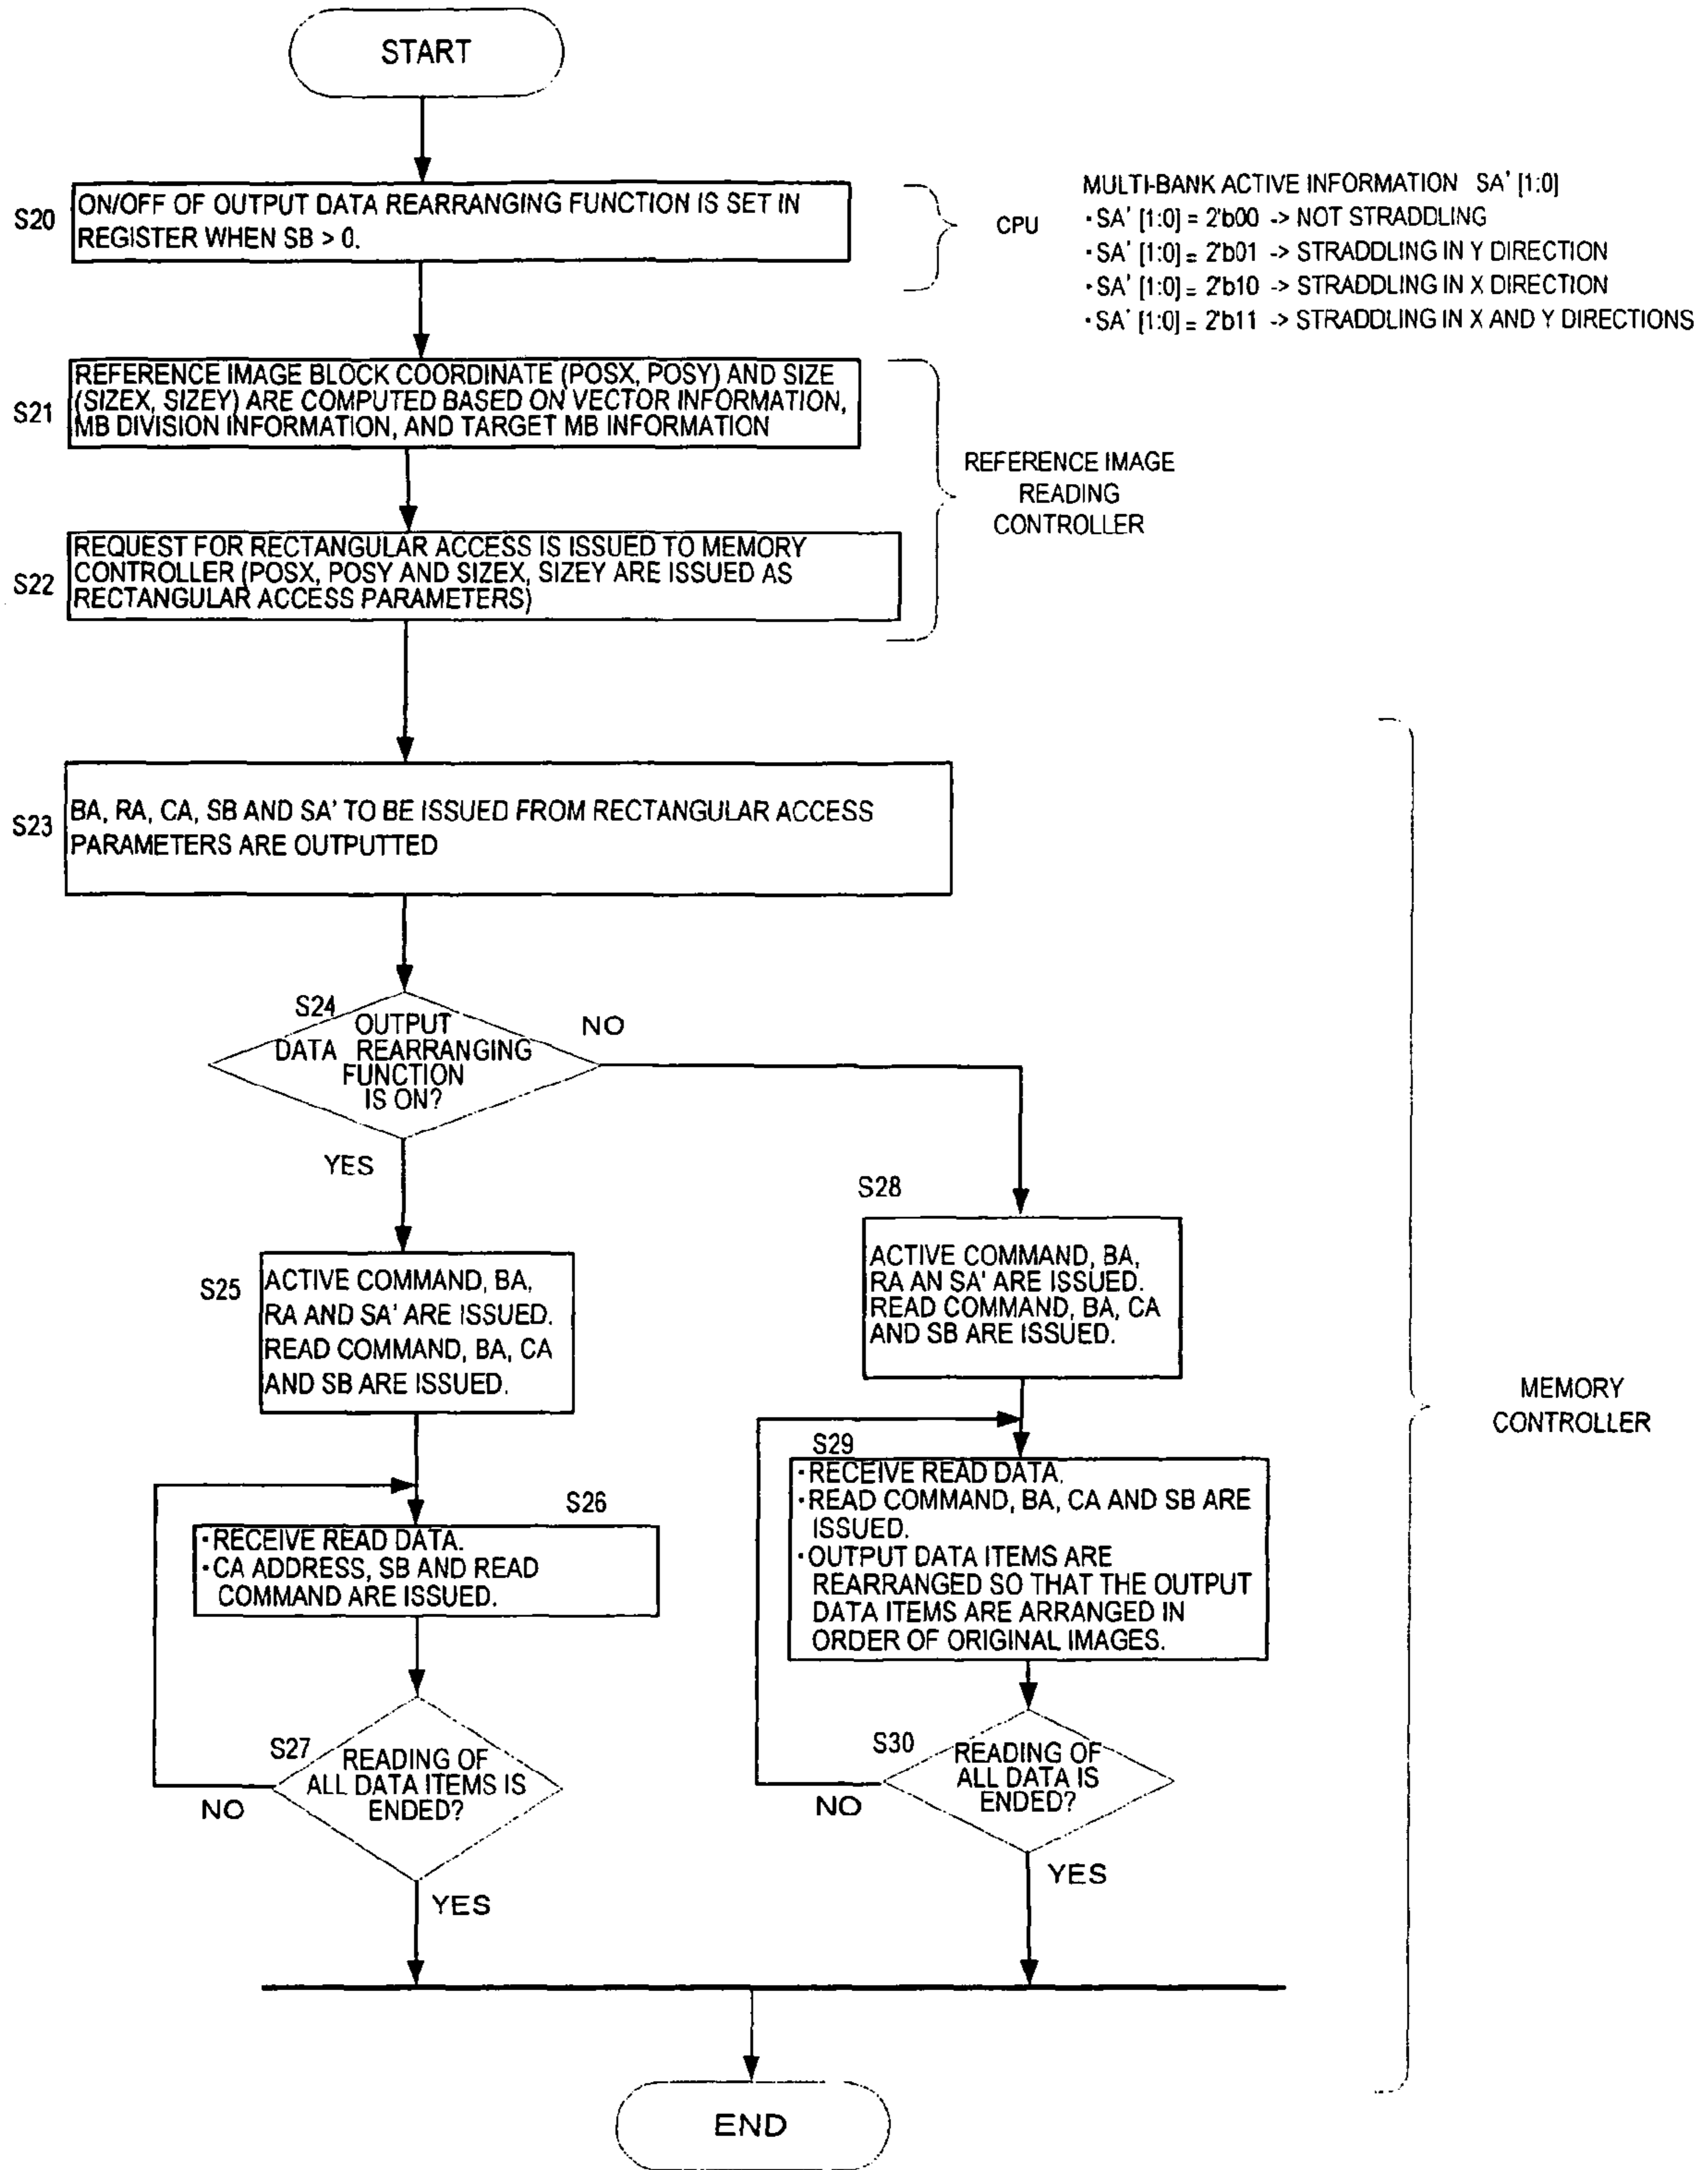 START
S20
ON/OFF OF OUTPUT DATA REARRANGING FUNCTION IS SET IN
REGISTER WHEN SB > 0.
CPU
MULTI-BANK ACTIVE INFORMATION SA' [1:0]
·SA' [1:0] = 2'b00 -> NOT STRADDLING
·SA' [1:0] = 2'b01 -> STRADDLING IN Y DIRECTION
·SA' [1:0] = 2'b10 -> STRADDLING IN X DIRECTION
·SA' [1:0] = 2'b11 -> STRADDLING IN X AND Y DIRECTIONS
S21
REFERENCE IMAGE BLOCK COORDINATE (POSX, POSY) AND SIZE
(SIZEX, SIZEY) ARE COMPUTED BASED ON VECTOR INFORMATION,
MB DIVISION INFORMATION, AND TARGET MB INFORMATION
REFERENCE IMAGE
READING
CONTROLLER
S22
REQUEST FOR RECTANGULAR ACCESS IS ISSUED TO MEMORY
CONTROLLER (POSX, POSY AND SIZEX, SIZEY ARE ISSUED AS
RECTANGULAR ACCESS PARAMETERS)
S23
BA, RA, CA, SB AND SA' TO BE ISSUED FROM RECTANGULAR ACCESS
PARAMETERS ARE OUTPUTTED
S24
OUTPUT
DATA REARRANGING
FUNCTION
IS ON?
NO
YES
S25
ACTIVE COMMAND, BA,
RA AND SA' ARE ISSUED.
READ COMMAND, BA, CA
AND SB ARE ISSUED.
S28
ACTIVE COMMAND, BA,
RA AN SA' ARE ISSUED.
READ COMMAND, BA, CA
AND SB ARE ISSUED.
MEMORY
CONTROLLER
S26
·RECEIVE READ DATA.
·CA ADDRESS, SB AND READ
COMMAND ARE ISSUED.
S29
·RECEIVE READ DATA.
·READ COMMAND, BA, CA AND SB ARE
ISSUED.
·OUTPUT DATA ITEMS ARE
REARRANGED SO THAT THE OUTPUT
DATA ITEMS ARE ARRANGED IN
ORDER OF ORIGINAL IMAGES.
S27
READING OF
ALL DATA ITEMS IS
ENDED?
NO
YES
S30
READING OF
ALL DATA IS
ENDED?
NO
YES
END